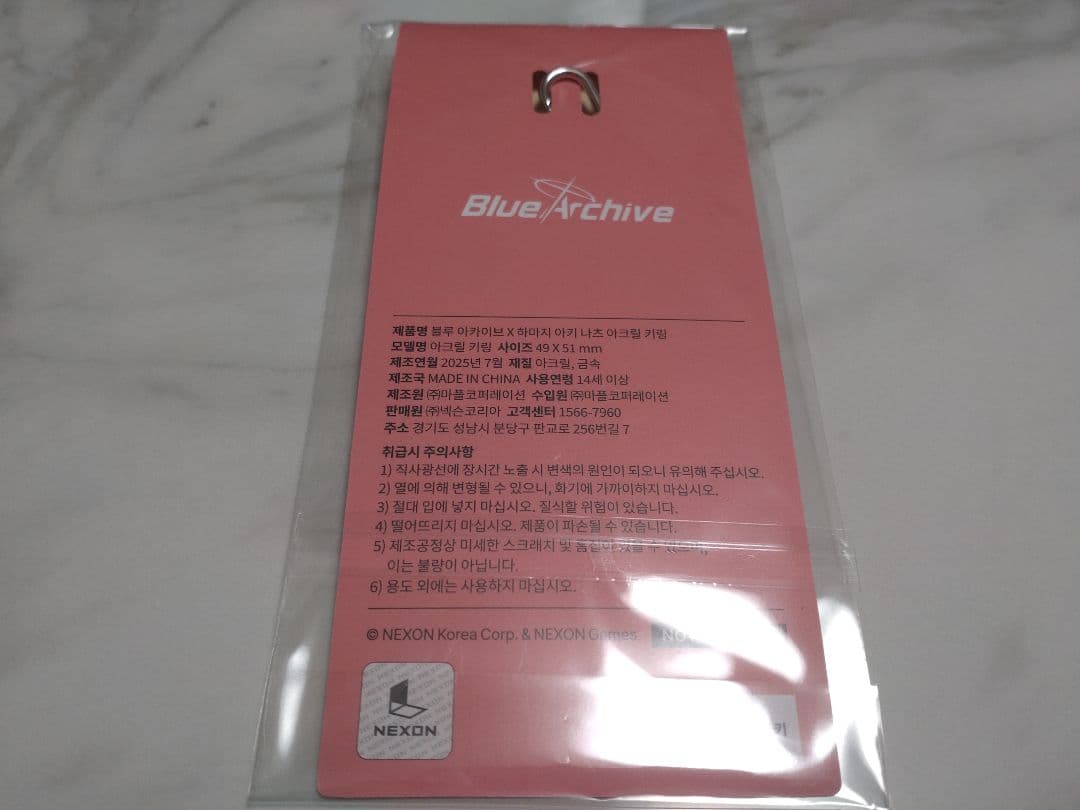 Blue Archive
제품명 블루 아카이브 X 하마지 아키 나츠 아크릴 키링
모델명 아크릴 키링 사이즈 49 X 51 mm
제조연월 2025년 7월 재질 아크릴, 금속
제조국 MADE IN CHINA 사용연령 14세 이상
제조원 ㈜마플코퍼레이션 수입원 ㈜마플코퍼레이션
판매원 ㈜넥슨코리아 고객센터 1566-7960
주소 경기도 성남시 분당구 판교로 256번길 7
취급시 주의사항
1) 직사광선에 장시간 노출 시 변색의 원인이 되오니 유의해 주십시오.
2) 열에 의해 변형될 수 있으니, 화기에 가까이하지 마십시오.
3) 절대 입에 넣지 마십시오. 질식할 위험이 있습니다.
4) 떨어뜨리지 마십시오. 제품이 파손될 수 있습니다.
5) 제조공정상 미세한 스크래치 및 흠집이 있을 수 있으며,
이는 불량이 아닙니다.
6) 용도 외에는 사용하지 마십시오.
© NEXON Korea Corp. & NEXON Games
NEXON
키